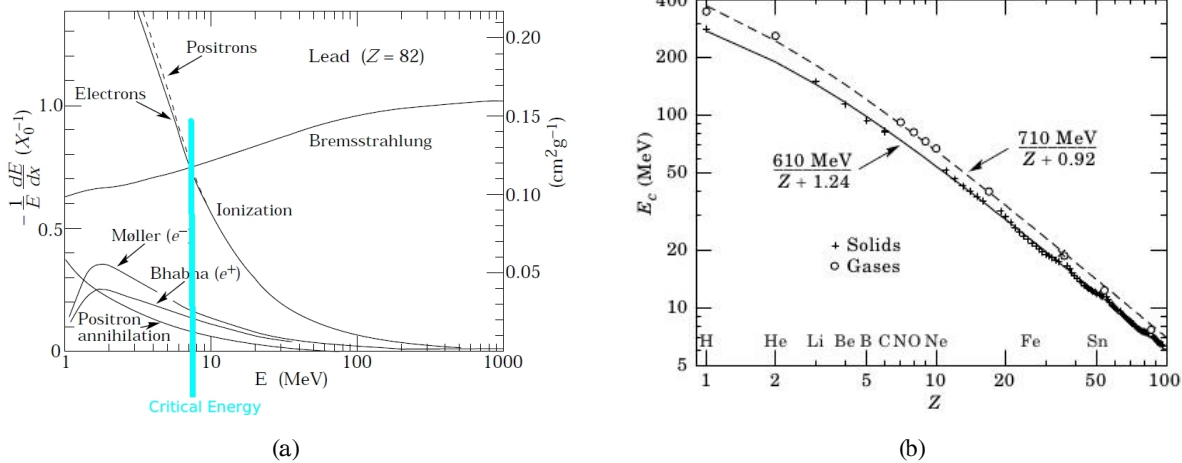 Positrons
Lead (Z = 82)
Electrons
Bremsstrahlung
Ionization
Møller (e⁻)
Bhabha (e⁺)
Positron
annihilation
1.0
0.5
0
− 1/E dE/dx (X₀⁻¹)
0.20
0.15
0.10
0.05
(cm²g⁻¹)
1 10 100 1000
E (MeV)
Critical Energy
(a)
400
200
100
50
20
10
5
E_c (MeV)
710 MeV
Z + 0.92
610 MeV
Z + 1.24
+ Solids
○ Gases
H He Li Be B C N O Ne Fe Sn
1 2 5 10 20 50 100
Z
(b)